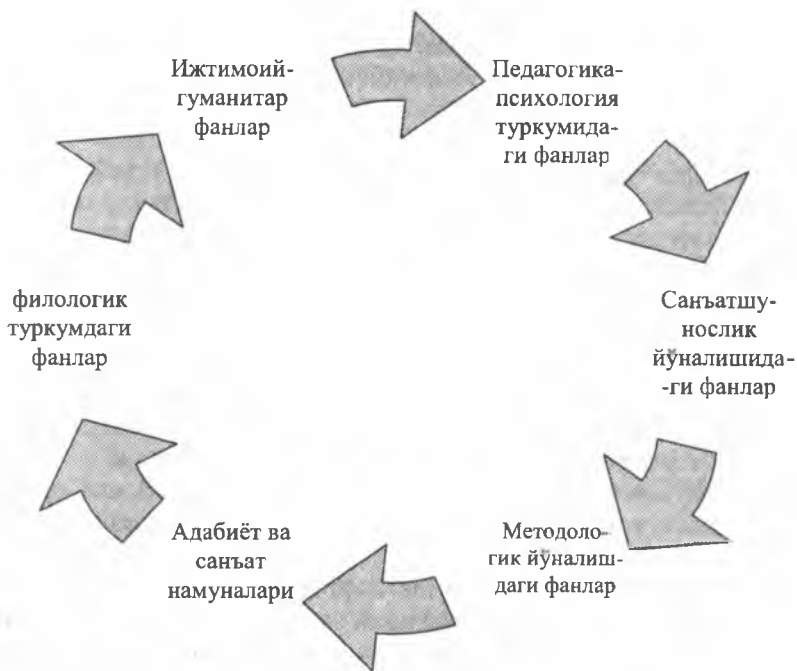 Ижтимоий-
гуманитар
фанлар
Педагогика-
психология
туркумида-
ги фанлар
Санъатшу-
нослик
йўналишида-
-ги фанлар
Методоло-
гик йўналиш-
даги фанлар
Адабиёт ва
санъат
намуналари
филологик
туркумдаги
фанлар